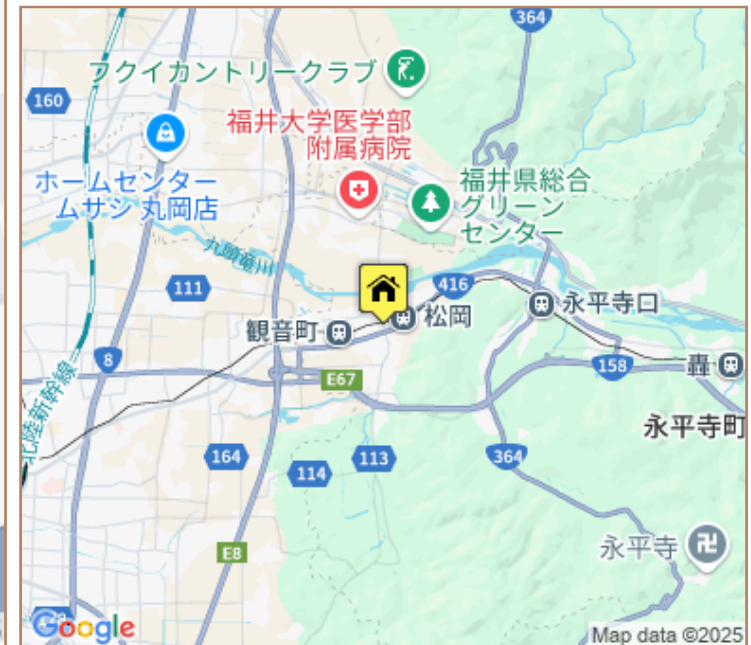 364
フクイカントリークラブ
160
福井大学医学部
附属病院
ホームセンター
ムサシ 丸岡店
福井県総合
グリーン
センター
九頭竜川
111
416
松岡
永平寺口
観音町
8
E67
158
轟
北陸新幹線
永平寺町
164
114
113
364
E8
永平寺
Google
Map data ©2025